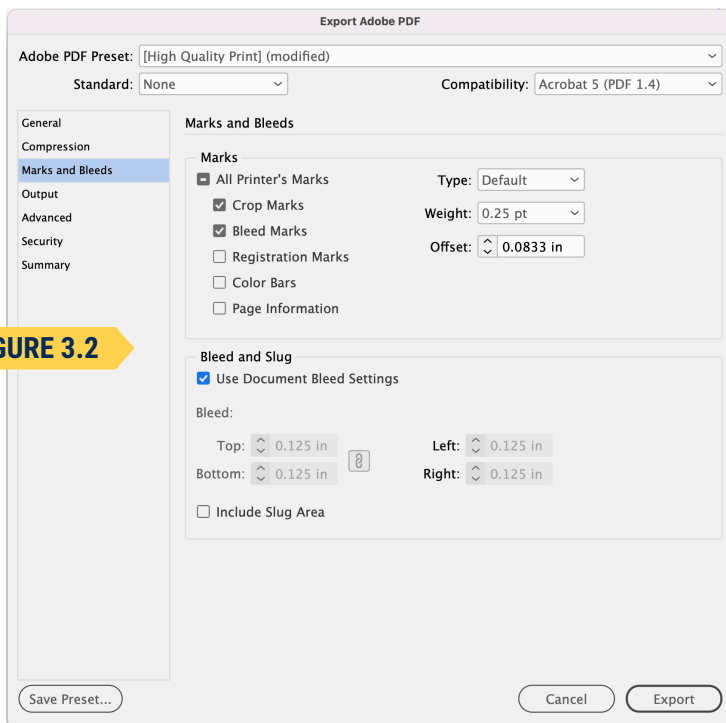 Export Adobe PDF
Adobe PDF Preset: [High Quality Print] (modified)
Standard: None Compatibility: Acrobat 5 (PDF 1.4)
General
Compression
Marks and Bleeds
Output
Advanced
Security
Summary
Marks and Bleeds
Marks
All Printer's Marks
Crop Marks
Bleed Marks
Registration Marks
Color Bars
Page Information
Type: Default
Weight: 0.25 pt
Offset: 0.0833 in
GURE 3.2
Bleed and Slug
Use Document Bleed Settings
Bleed:
Top: 0.125 in Left: 0.125 in
Bottom: 0.125 in Right: 0.125 in
Include Slug Area
Save Preset... Cancel Export